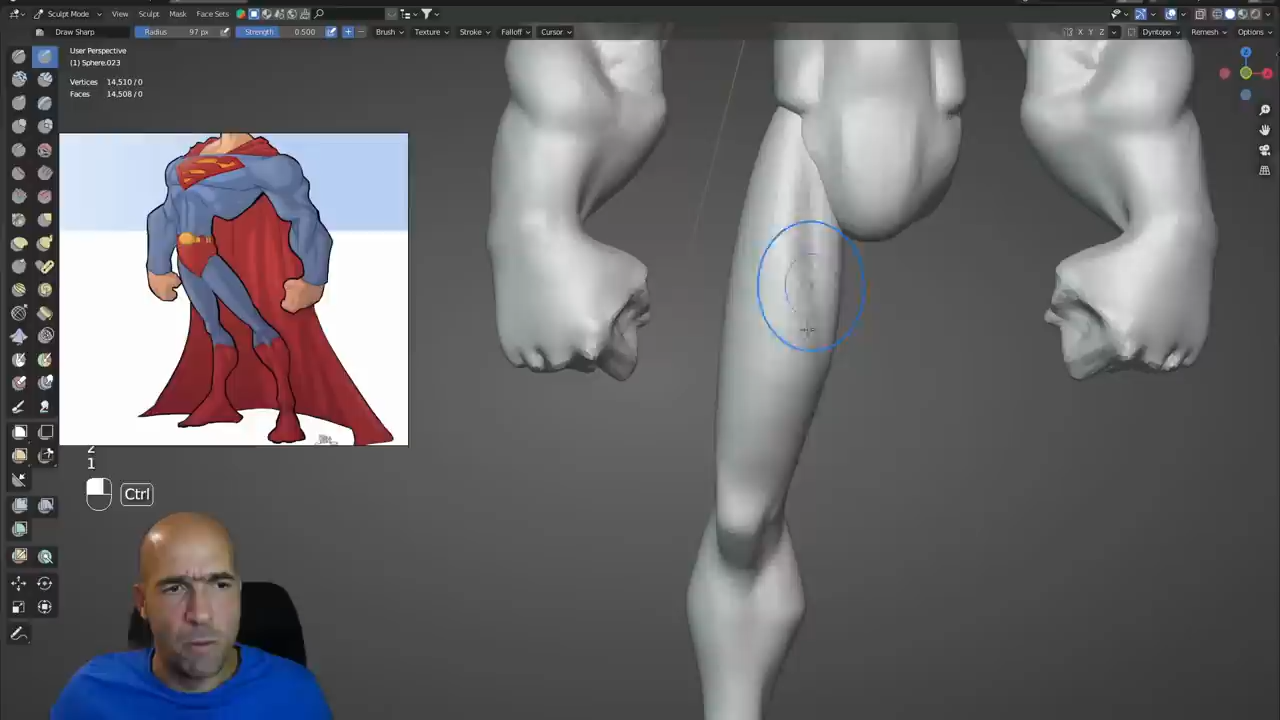 Sculpt Mode View Sculpt Mask Face Sets
Draw Sharp Radius 97 px Strength 0.500 Brush Texture Stroke Falloff Cursor X Y Z Dyntopo Remesh Options
User Perspective
(1) Sphere.023
Vertices 14,510 / 0
Faces 14,508 / 0
Z
X
2
1
Ctrl